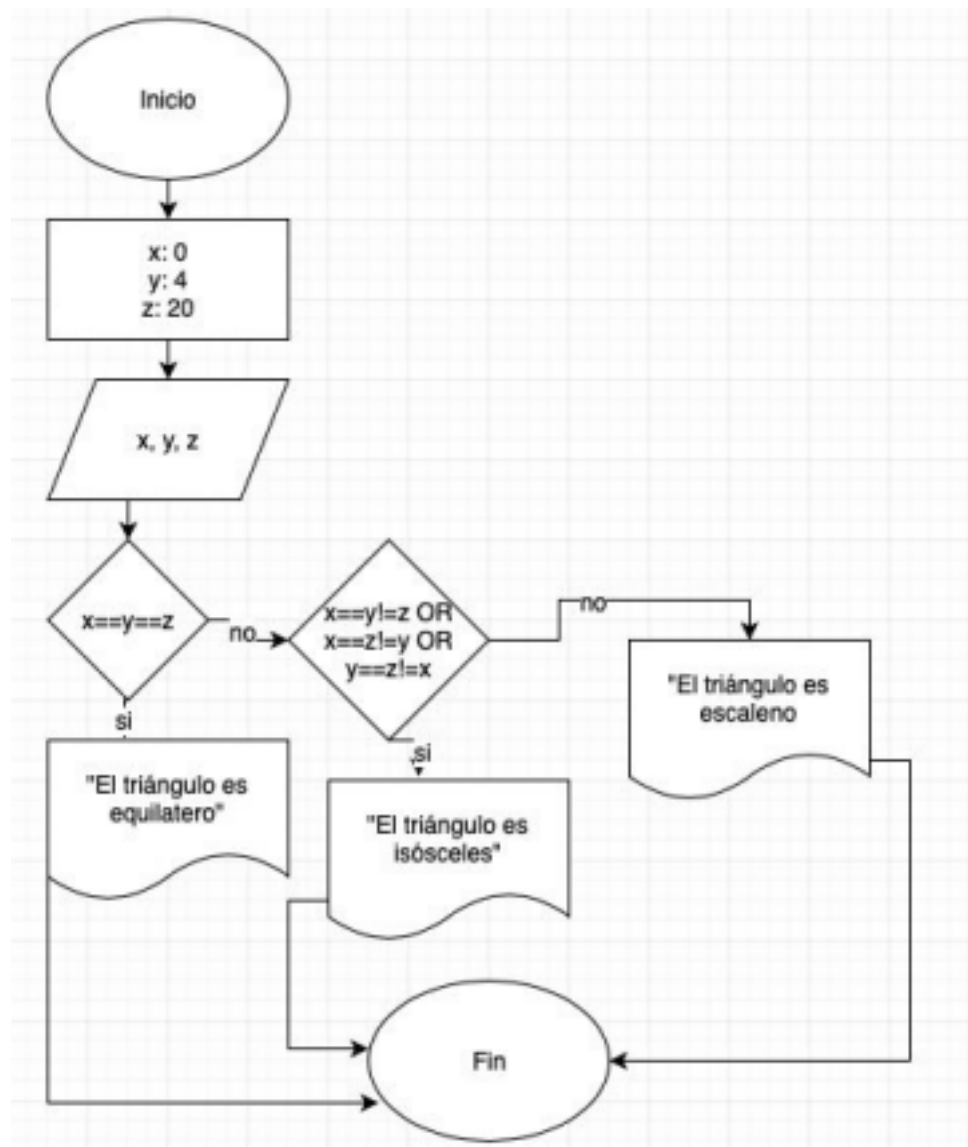 Inicio
x: 0
y: 4
z: 20
x, y, z
x==y==z
no
x==y!=z OR
x==z!=y OR
y==z!=x
no
"El triángulo es
escaleno
si
"El triángulo es
equilatero"
si
"El triángulo es
isósceles"
Fin